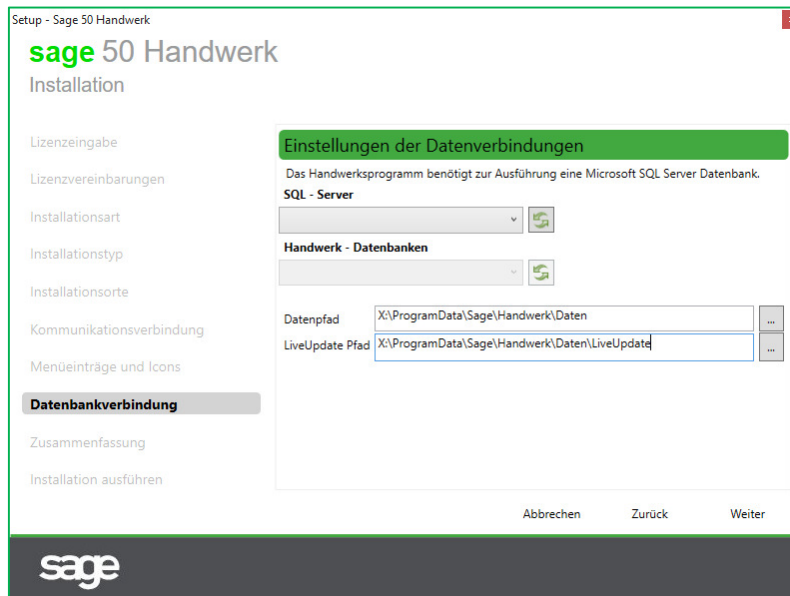 Setup - Sage 50 Handwerk
sage 50 Handwerk
Installation
Lizenzeingabe
Lizenzvereinbarungen
Installationsart
Installationstyp
Installationsorte
Kommunikationsverbindung
Menüeinträge und Icons
Datenbankverbindung
Zusammenfassung
Installation ausführen
Einstellungen der Datenverbindungen
Das Handwerksprogramm benötigt zur Ausführung eine Microsoft SQL Server Datenbank.
SQL - Server
Handwerk - Datenbanken
Datenpfad X:\ProgramData\Sage\Handwerk\Daten ...
LiveUpdate Pfad X:\ProgramData\Sage\Handwerk\Daten\LiveUpdate ...
Abbrechen Zurück Weiter
sage